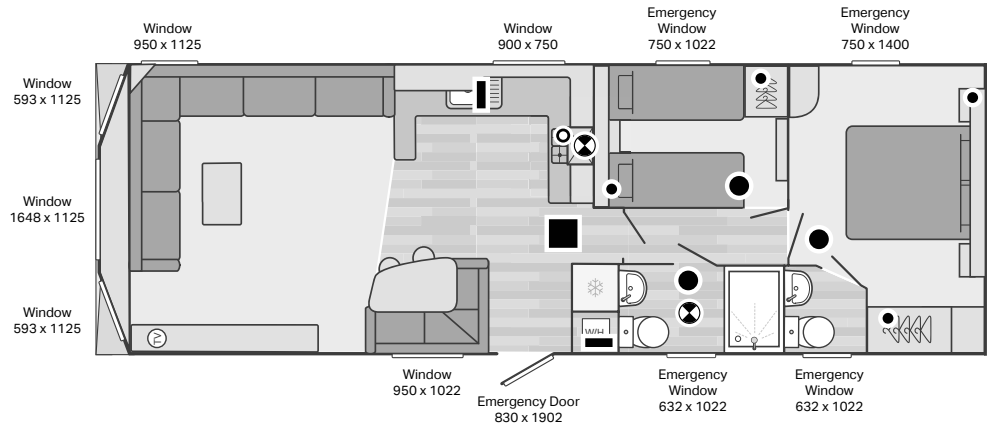 Window
950 x 1125
Window
900 x 750
Emergency
Window
750 x 1022
Emergency
Window
750 x 1400
Window
593 x 1125
Window
1648 x 1125
Window
593 x 1125
TV
WH
Window
950 x 1022
Emergency Door
830 x 1902
Emergency
Window
632 x 1022
Emergency
Window
632 x 1022